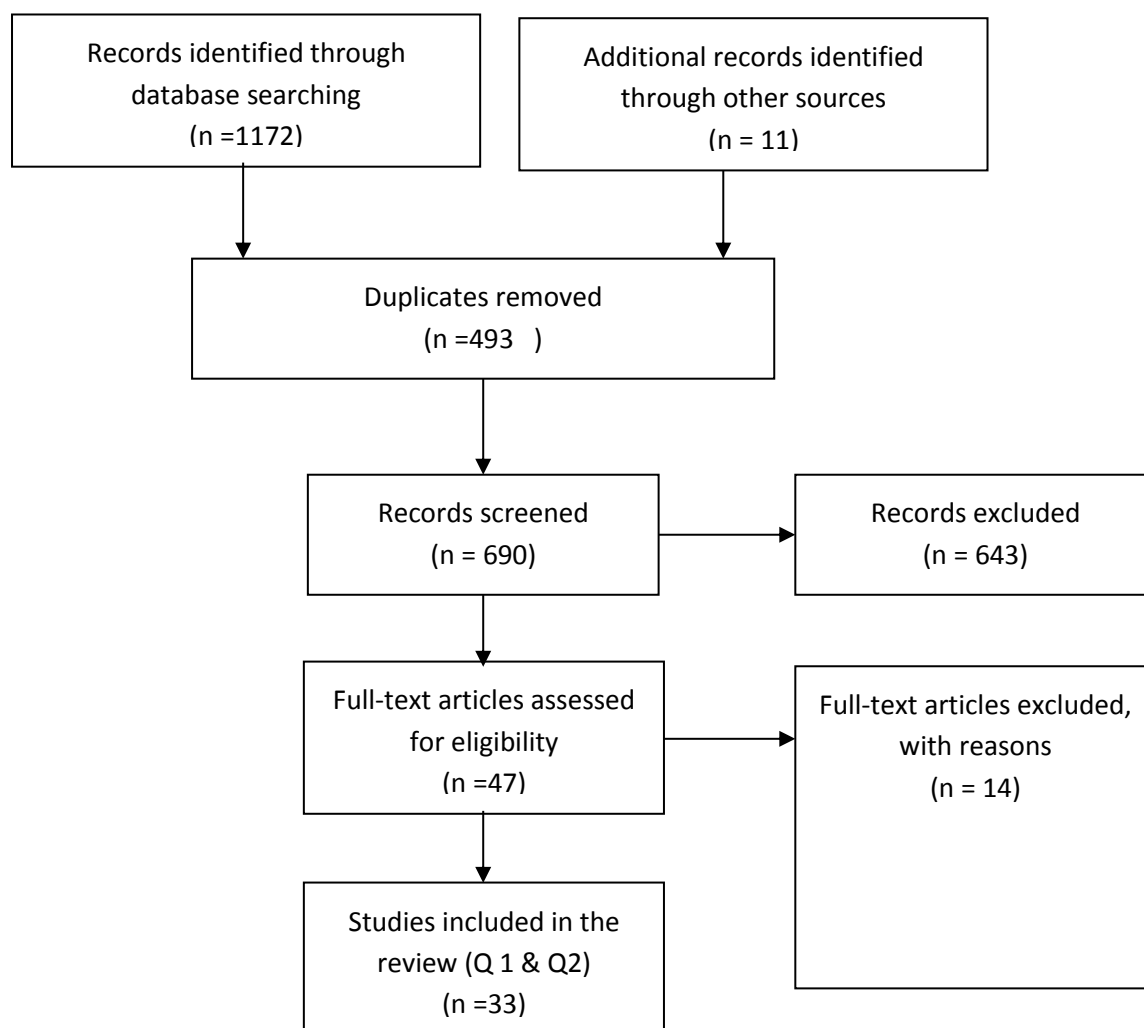 Records identified through
database searching
(n =1172)
Additional records identified
through other sources
(n = 11)
Duplicates removed
(n =493   )
Records screened
(n = 690)
Records excluded
(n = 643)
Full-text articles assessed
for eligibility
(n =47)
Full-text articles excluded,
with reasons
(n = 14)
Studies included in the
review (Q 1 & Q2)
(n =33)